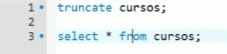 1 truncate cursos;
2
3 select * from cursos;